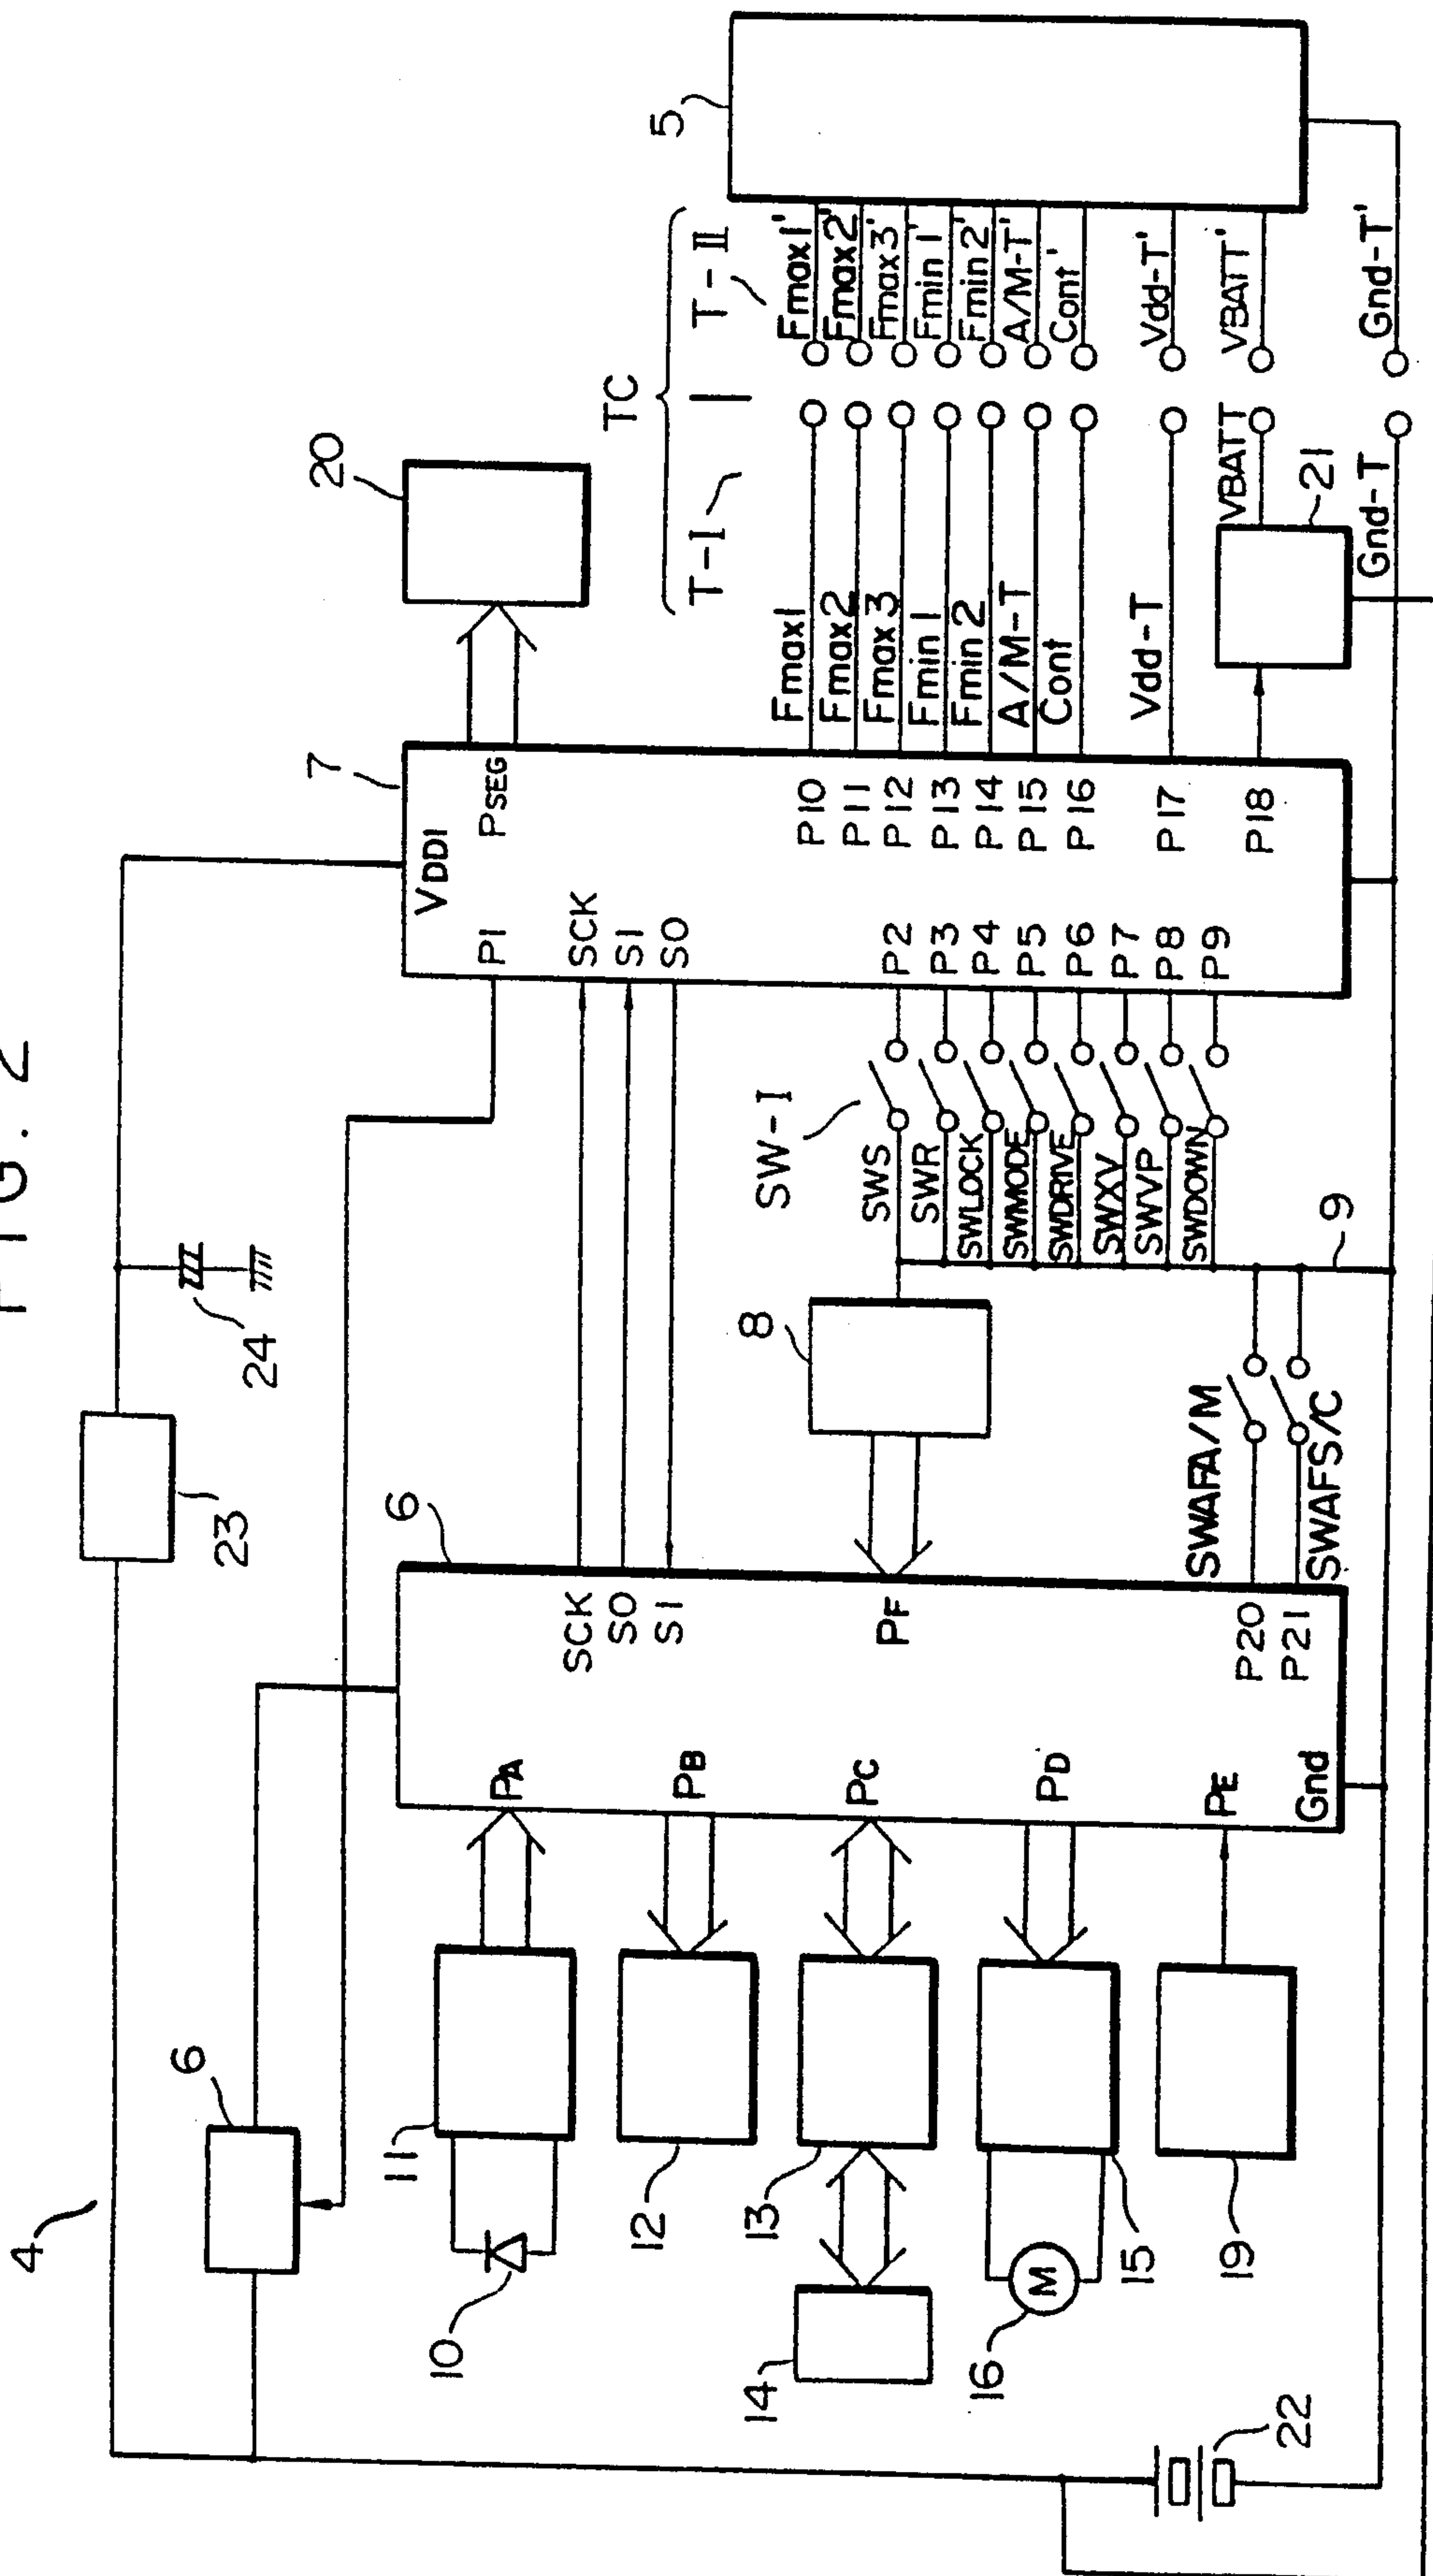 FIG. 2
4
6
23
24
7
20
5
TC
T-I
T-II
VDDI
PSEG
PI
SCK
SI
SO
P2
P3
P4
P5
P6
P7
P8
P9
P10
P11
P12
P13
P14
P15
P16
P17
P18
Fmax1
Fmax2
Fmax3
Fmin1
Fmin2
A/M-T
Cont
Vdd-T
VBATT
Gnd-T
Fmax1'
Fmax2'
Fmax3'
Fmin1'
Fmin2'
A/M-T'
Cont'
Vdd-T'
VBATT'
Gnd-T'
21
SW-I
SWS
SWR
SWLOCK
SWMODE
SWDRIVE
SWXV
SWVP
SWDOWN
8
9
SWAFA/M
SWAFS/C
6
SCK
SO
SI
PF
P20
P21
PA
PB
PC
PD
PE
Gnd
11
10
12
13
14
15
M
16
19
22